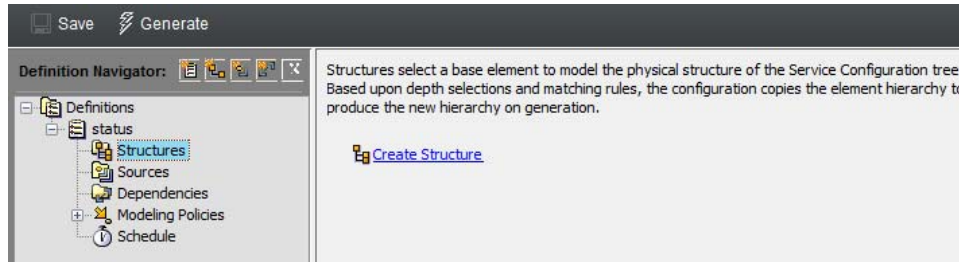 Save Generate
Definition Navigator:
Definitions
status
Structures
Sources
Dependencies
Modeling Policies
Schedule
Structures select a base element to model the physical structure of the Service Configuration tree
Based upon depth selections and matching rules, the configuration copies the element hierarchy to
produce the new hierarchy on generation.
Create Structure